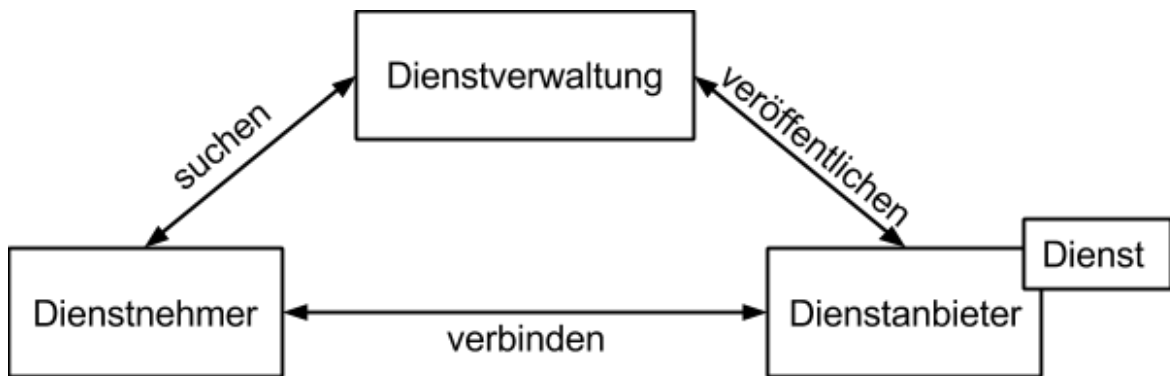 Dienstverwaltung
suchen
veröffentlichen
Dienst
Dienstnehmer
verbinden
Dienstanbieter